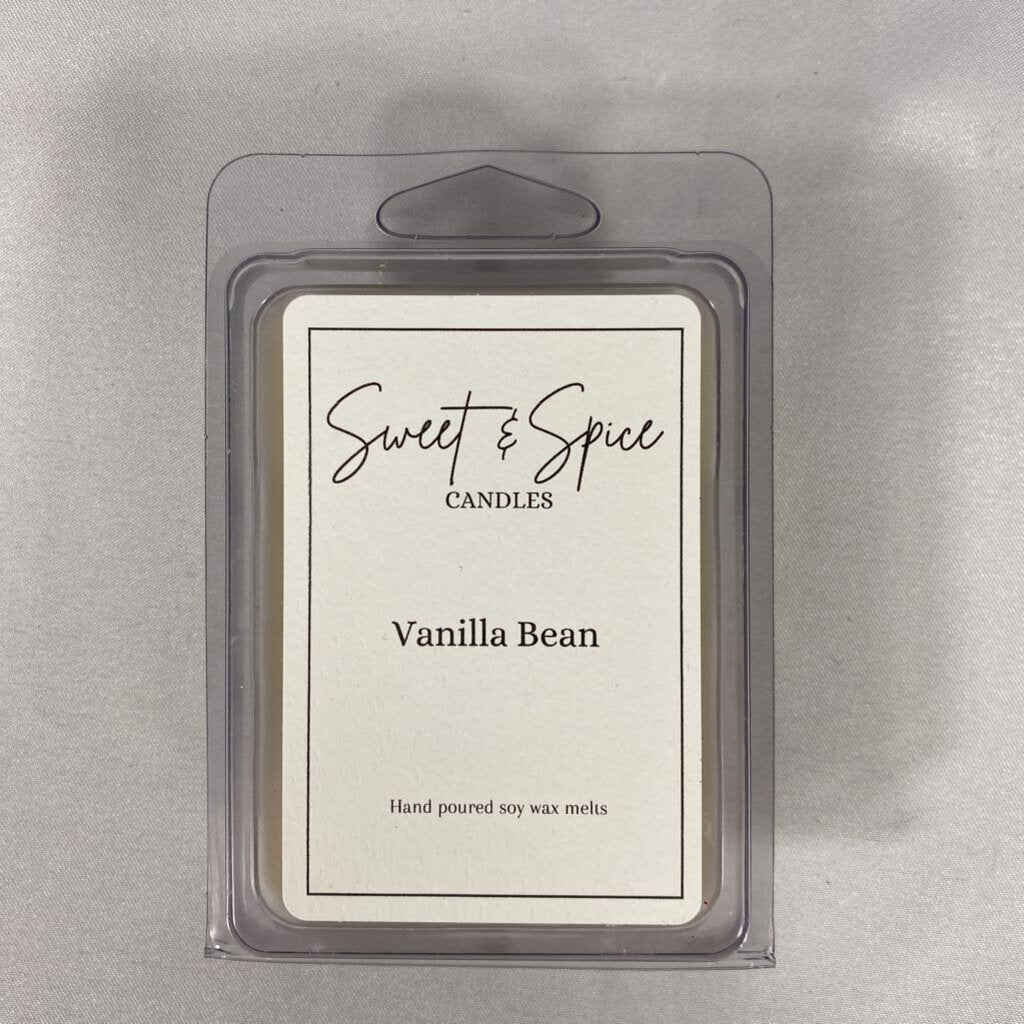 Sweet & Spice
CANDLES
Vanilla Bean
Hand poured soy wax melts